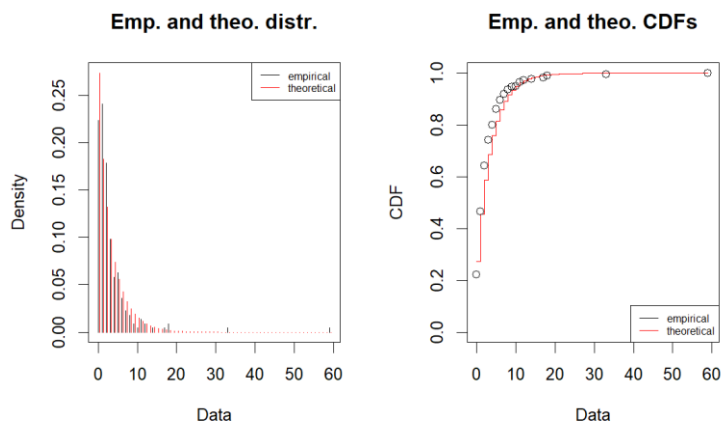 Emp. and theo. distr.
empirical
theoretical
Density
0.00 0.05 0.10 0.15 0.20 0.25
0 10 20 30 40 50 60
Data
Emp. and theo. CDFs
CDF
0.0 0.2 0.4 0.6 0.8 1.0
empirical
theoretical
0 10 20 30 40 50 60
Data